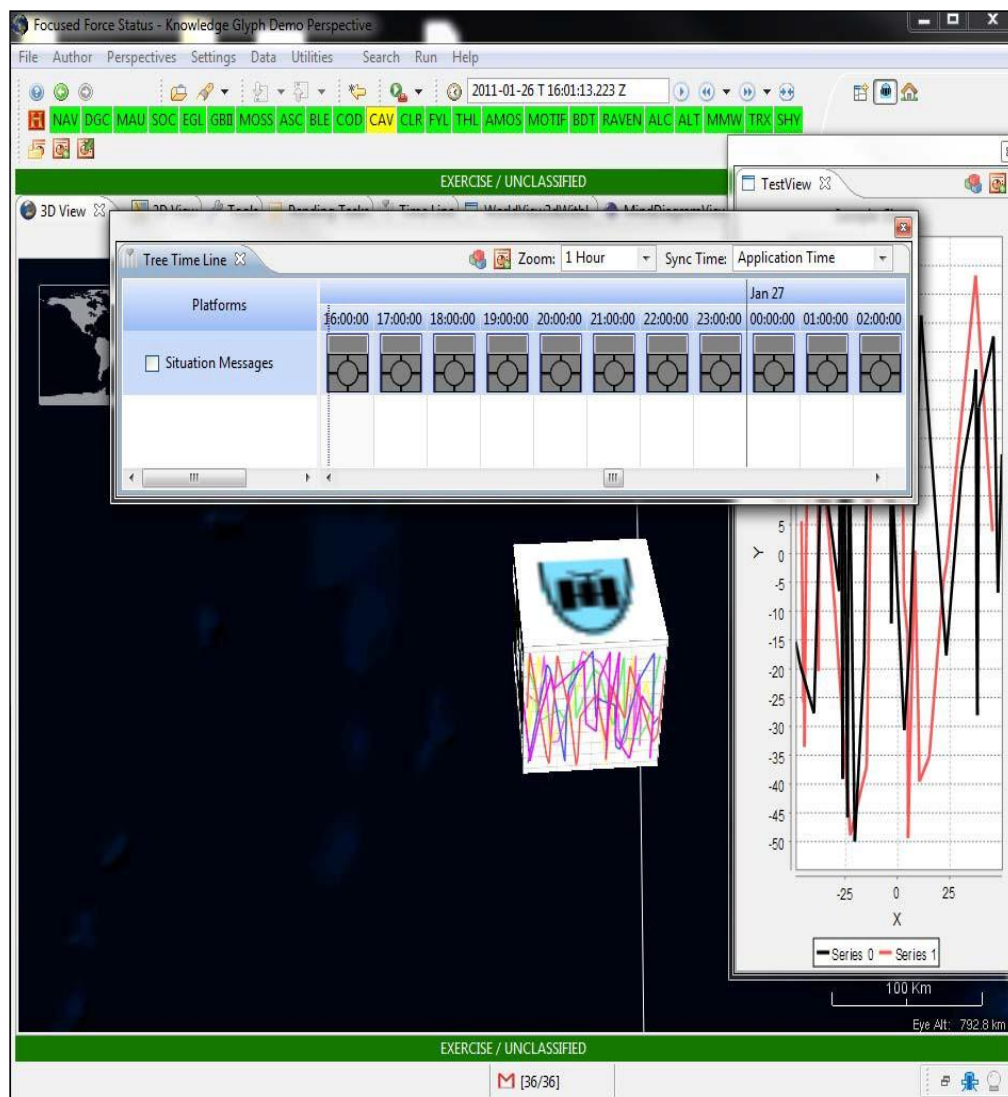 Focused Force Status - Knowledge Glyph Demo Perspective
File Author Perspectives Settings Data Utilities Search Run Help
2011-01-26 T 16:01:13.223 Z
H NAV DGC MAU SOC EGL GBII MOSS ASC BLE COD CAV CLR FYL THL AMOS MOTIF BDT RAVEN ALC ALT MMW TRX SHY
EXERCISE / UNCLASSIFIED
TestView
3D View
Tree Time Line
Zoom: 1 Hour Sync Time: Application Time
Platforms
Jan 27
16:00:00 17:00:00 18:00:00 19:00:00 20:00:00 21:00:00 22:00:00 23:00:00 00:00:00 01:00:00 02:00:00
Situation Messages
5
0
-5
-10
-15
-20
-25
-30
-35
-40
-45
-50
Y
-25 0 25
X
Series 0 Series 1
100 Km
Eye Alt: 792.8 km
EXERCISE / UNCLASSIFIED
[36/36]